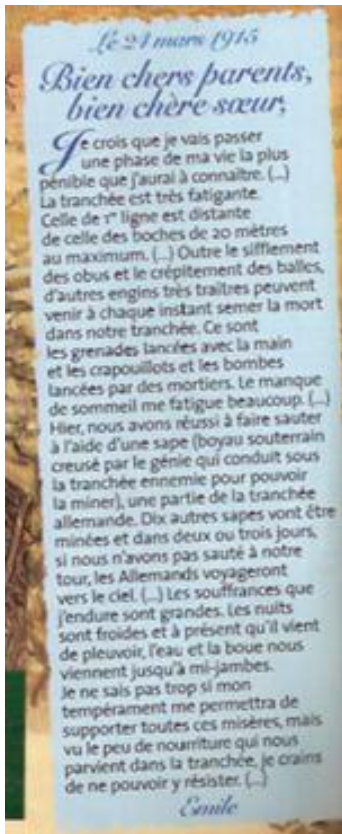 Le 24 mars 1915
Bien chers parents,
bien chère sœur,
Je crois que je vais passer
une phase de ma vie la plus
pénible que j'aurai à connaître. (...)
La tranchée est très fatigante.
Celle de 1re ligne est distante
de celle des boches de 20 mètres
au maximum. (...) Outre le sifflement
des obus et le crépitement des balles,
d'autres engins très traîtres peuvent
venir à chaque instant semer la mort
dans notre tranchée. Ce sont
les grenades lancées avec la main
et les crapouillots et les bombes
lancées par des mortiers. Le manque
de sommeil me fatigue beaucoup. (...)
Hier, nous avons réussi à faire sauter
à l'aide d'une sape (boyau souterrain
creusé par le génie qui conduit sous
la tranchée ennemie pour pouvoir
la miner), une partie de la tranchée
allemande. Dix autres sapes vont être
minées et dans deux ou trois jours,
si nous n'avons pas sauté à notre
tour, les Allemands voyageront
vers le ciel. (...) Les souffrances que
j'endure sont grandes. Les nuits
sont froides et à présent qu'il vient
de pleuvoir, l'eau et la boue nous
viennent jusqu'à mi-jambes.
Je ne sais pas trop si mon
tempérament me permettra de
supporter toutes ces misères, mais
vu le peu de nourriture qui nous
parvient dans la tranchée, je crains
de ne pouvoir y résister. (...)
Emile